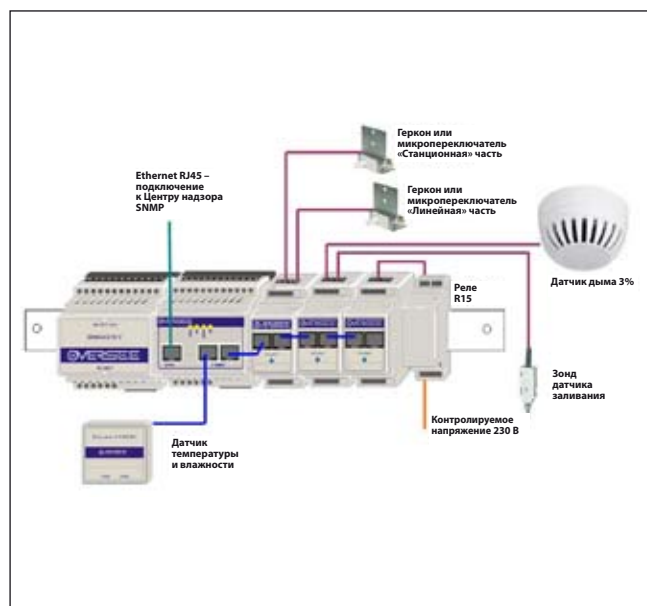 Геркон или
микропереключатель
«Станционная» часть
Ethernet RJ45 –
подключение
к Центру надзора
SNMP
Геркон или
микропереключатель
«Линейная» часть
Датчик дыма 3%
Реле
R15
OVERSEE
Зонд
датчика
заливания
Контролируемое
напряжение 230 В
Датчик
температуры
и влажности